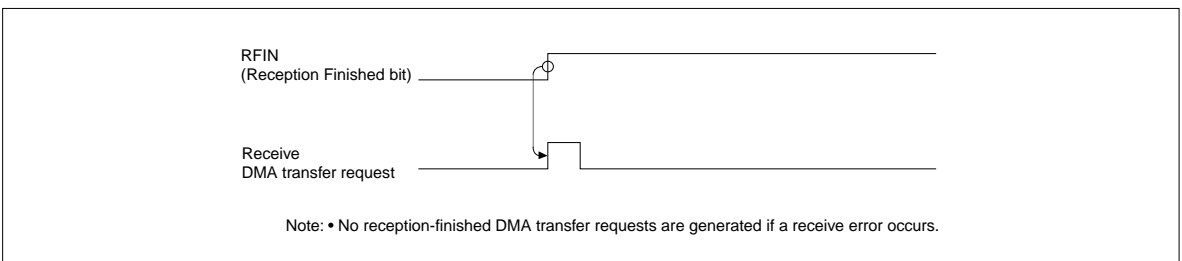 RFIN
(Reception Finished bit)
Receive
DMA transfer request
Note: • No reception-finished DMA transfer requests are generated if a receive error occurs.